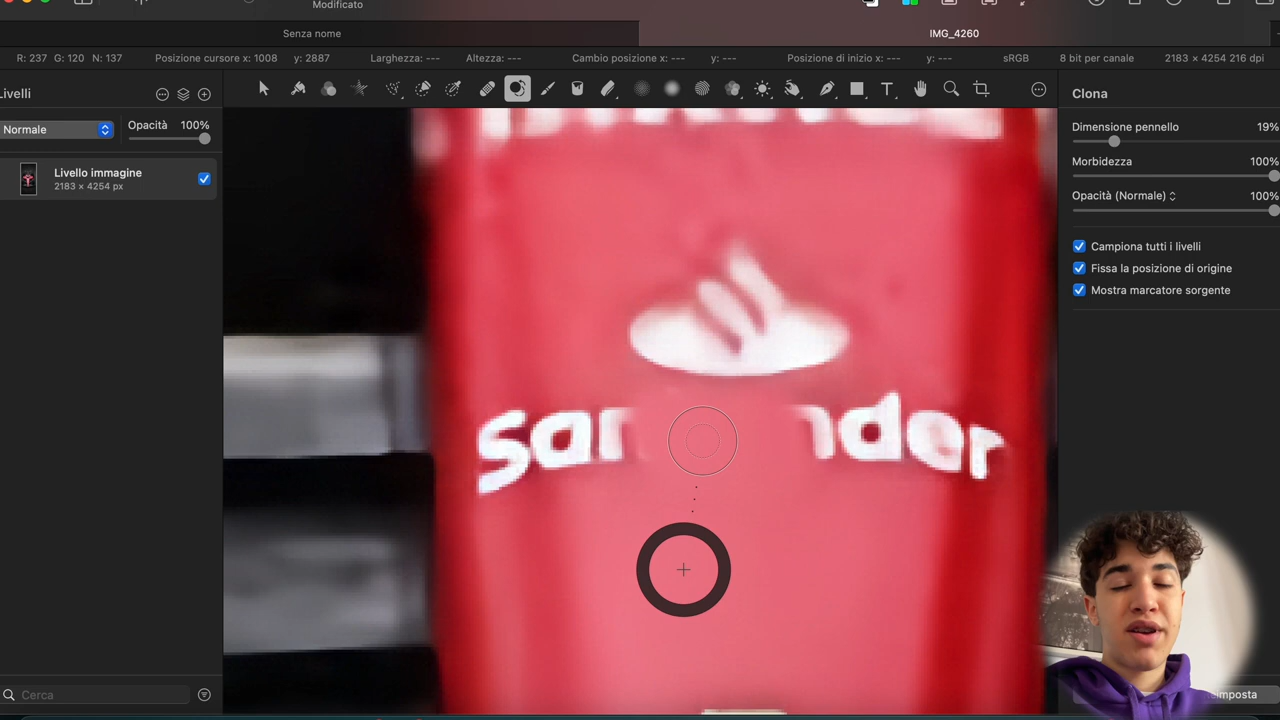 Modificato
Senza nome
IMG_4260
R: 237 G: 120 N: 137 Posizione cursore x: 1008 y: 2887 Larghezza: --- Altezza: --- Cambio posizione x: --- y: --- Posizione di inizio x: --- y: --- sRGB 8 bit per canale 2183 × 4254 216 dpi
Livelli
Normale
Opacità 100%
Livello immagine
2183 × 4254 px
Cerca
San nder
Clona
Dimensione pennello 19%
Morbidezza 100%
Opacità (Normale) 100%
Campiona tutti i livelli
Fissa la posizione di origine
Mostra marcatore sorgente